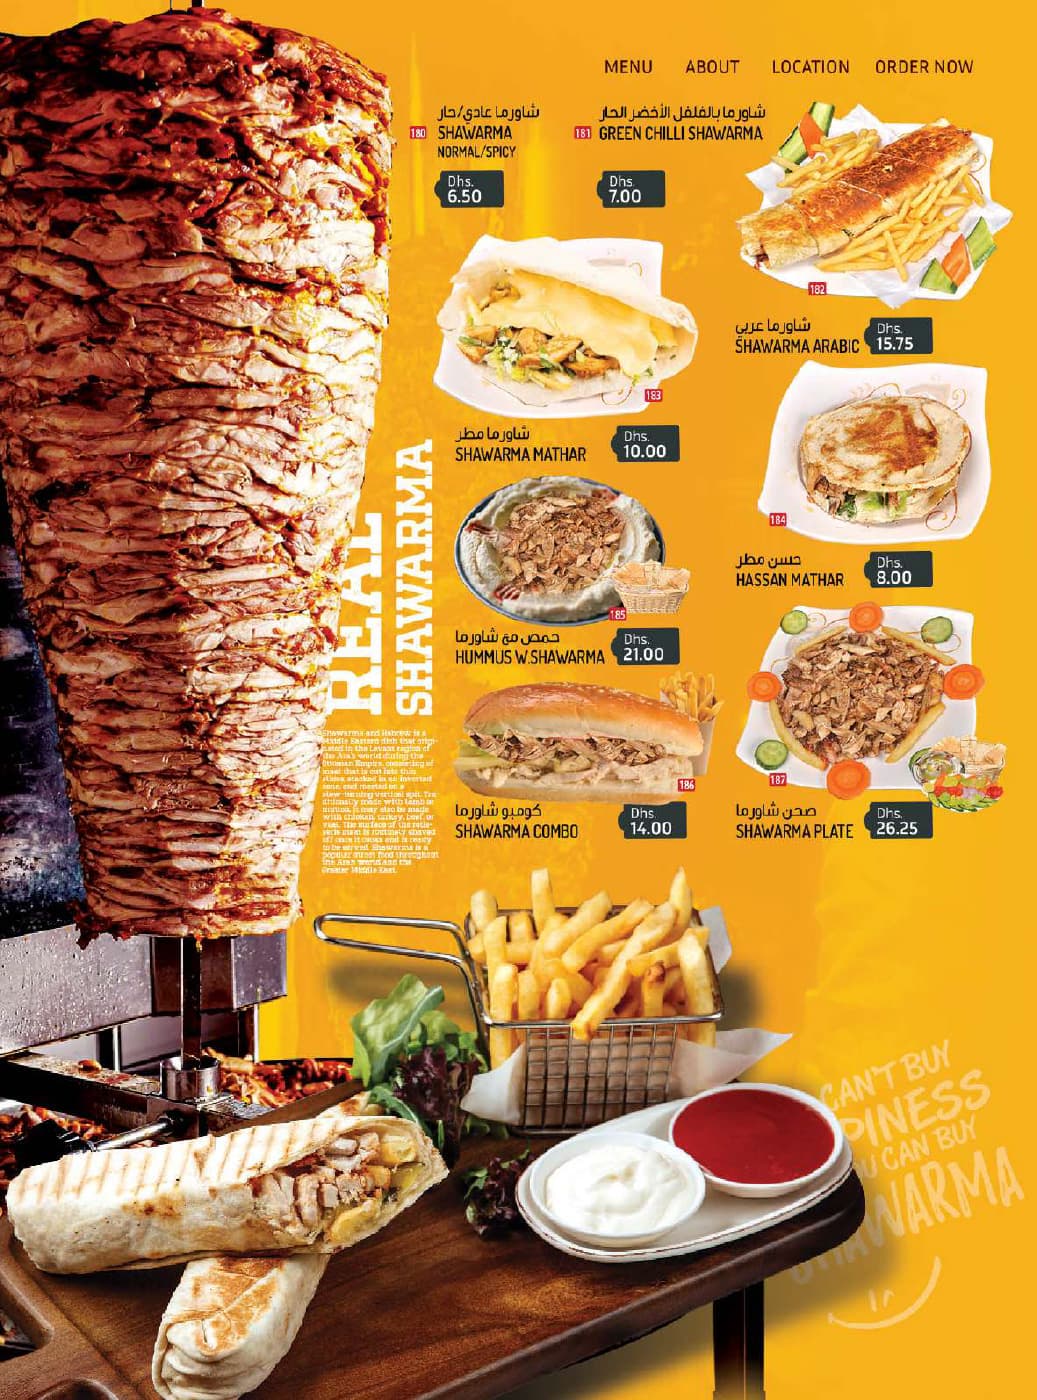 MENU ABOUT LOCATION ORDER NOW
شاورما عادي/حار
180 SHAWARMA
NORMAL/SPICY
Dhs.
6.50
شاورما بالفلفل الأخضر الحار
181 GREEN CHILLI SHAWARMA
Dhs.
7.00
182
شاورما عربي
SHAWARMA ARABIC
Dhs.
15.75
183
شاورما مطر
SHAWARMA MATHAR
Dhs.
10.00
184
حسن مطر
HASSAN MATHAR
Dhs.
8.00
185
حمص مع شاورما
HUMMUS W.SHAWARMA
Dhs.
21.00
186
كومبو شاورما
SHAWARMA COMBO
Dhs.
14.00
187
صحن شاورما
SHAWARMA PLATE
Dhs.
26.25
REAL
SHAWARMA
Shawarma and is a
Middle Eastern dish that origi-
nated in the Levant region of
the Arab world during the
Ottoman Empire, consisting of
meat that is cut into thin
slices, stacked in an inverted
cone, and roasted on a
slow-turning vertical spit. Tra-
ditionally made with lamb or
mutton, it may also be made
with chicken, turkey, beef, or
veal. The surface of the rotis-
serie meat is routinely shaved
off once it cooks and is ready
to be served. Shawarma is a
popular street food throughout
the Arab world and the
Greater Middle East.
CAN'T BUY
PINESS
U CAN BUY
SHAWARMA